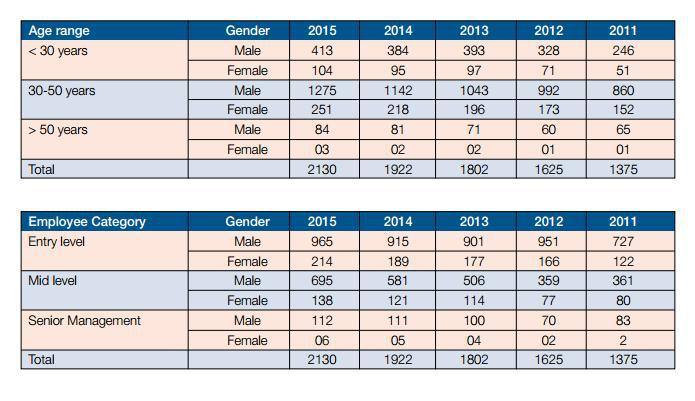 Age range Gender 2015 2014 2013 2012 2011
< 30 years Male 413 384 393 328 246
Female 104 95 97 71 51
30-50 years Male 1275 1142 1043 992 860
Female 251 218 196 173 152
> 50 years Male 84 81 71 60 65
Female 03 02 02 01 01
Total 2130 1922 1802 1625 1375
Employee Category Gender 2015 2014 2013 2012 2011
Entry level Male 965 915 901 951 727
Female 214 189 177 166 122
Mid level Male 695 581 506 359 361
Female 138 121 114 77 80
Senior Management Male 112 111 100 70 83
Female 06 05 04 02 2
Total 2130 1922 1802 1625 1375